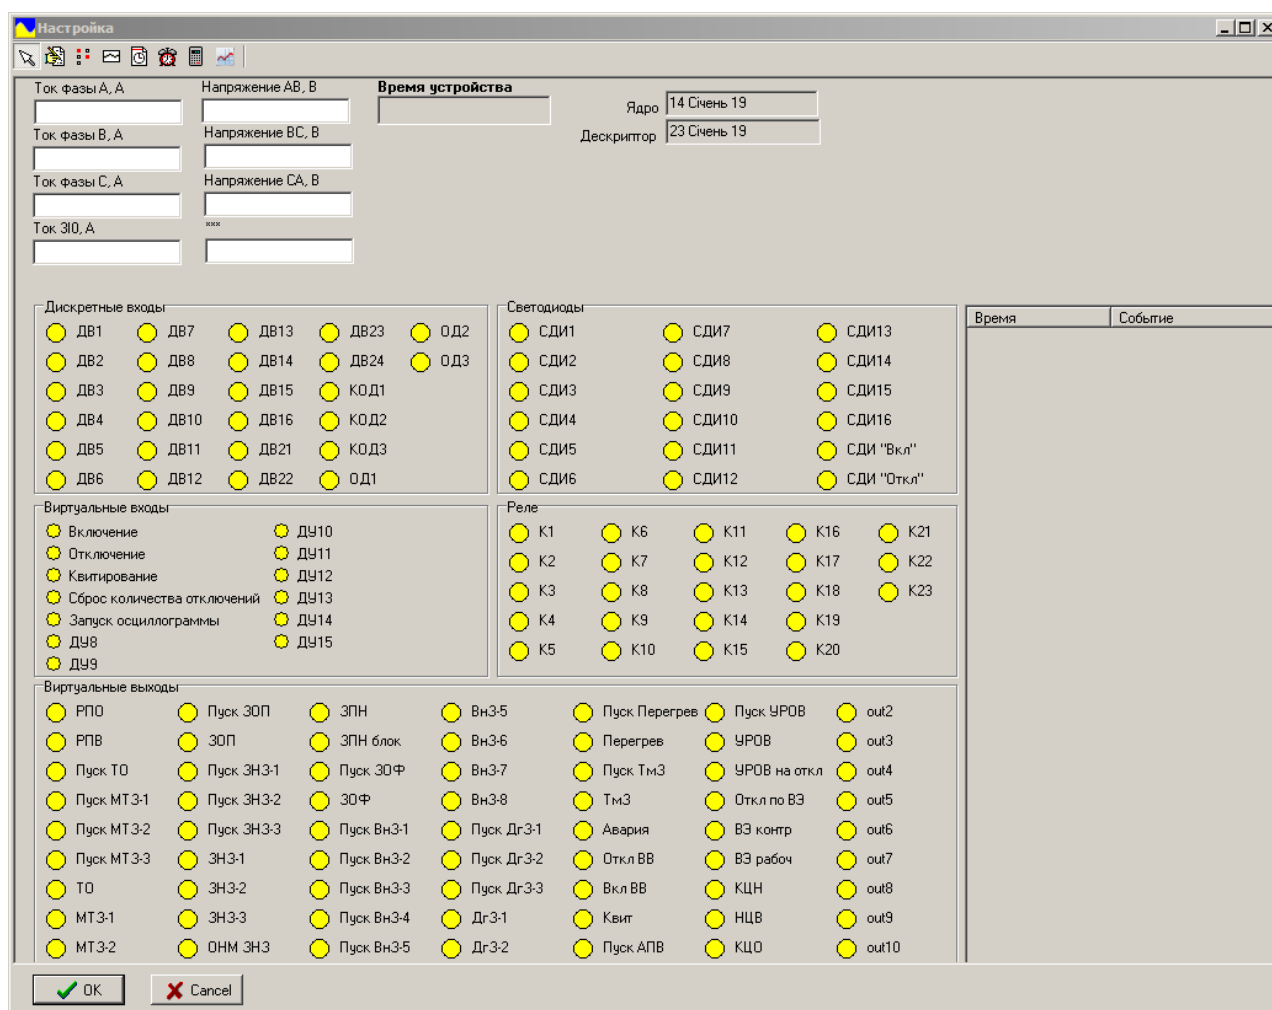 Настройка
Ток фазы А, А Напряжение АВ, В Время устройства
Ядро 14 Січень 19
Ток фазы В, А Напряжение ВС, В Дескриптор 23 Січень 19
Ток фазы С, А Напряжение СА, В
Ток 3I0, А ***
Дискретные входы
ДВ1 ДВ7 ДВ13 ДВ23 ОД2
ДВ2 ДВ8 ДВ14 ДВ24 ОД3
ДВ3 ДВ9 ДВ15 КОД1
ДВ4 ДВ10 ДВ16 КОД2
ДВ5 ДВ11 ДВ21 КОД3
ДВ6 ДВ12 ДВ22 ОД1
Светодиоды
СДИ1 СДИ7 СДИ13
СДИ2 СДИ8 СДИ14
СДИ3 СДИ9 СДИ15
СДИ4 СДИ10 СДИ16
СДИ5 СДИ11 СДИ "Вкл"
СДИ6 СДИ12 СДИ "Откл"
Время Событие
Виртуальные входы
Включение ДУ10
Отключение ДУ11
Квитирование ДУ12
Сброс количества отключений ДУ13
Запуск осциллограммы ДУ14
ДУ8 ДУ15
ДУ9
Реле
К1 К6 К11 К16 К21
К2 К7 К12 К17 К22
К3 К8 К13 К18 К23
К4 К9 К14 К19
К5 К10 К15 К20
Виртуальные выходы
РПО Пуск ЗОП ЗПН ВнЗ-5 Пуск Перегрев Пуск УРОВ out2
РПВ ЗОП ЗПН блок ВнЗ-6 Перегрев УРОВ out3
Пуск ТО Пуск ЗНЗ-1 Пуск ЗОФ ВнЗ-7 Пуск ТмЗ УРОВ на откл out4
Пуск МТЗ-1 Пуск ЗНЗ-2 ЗОФ ВнЗ-8 ТмЗ Откл по ВЭ out5
Пуск МТЗ-2 Пуск ЗНЗ-3 Пуск ВнЗ-1 Пуск ДгЗ-1 Авария ВЭ контр out6
Пуск МТЗ-3 ЗНЗ-1 Пуск ВнЗ-2 Пуск ДгЗ-2 Откл ВВ ВЭ рабоч out7
ТО ЗНЗ-2 Пуск ВнЗ-3 Пуск ДгЗ-3 Вкл ВВ КЦН out8
МТЗ-1 ЗНЗ-3 Пуск ВнЗ-4 ДгЗ-1 Квит НЦВ out9
МТЗ-2 ОНМ ЗНЗ Пуск ВнЗ-5 ДгЗ-2 Пуск АПВ КЦО out10
OK Cancel